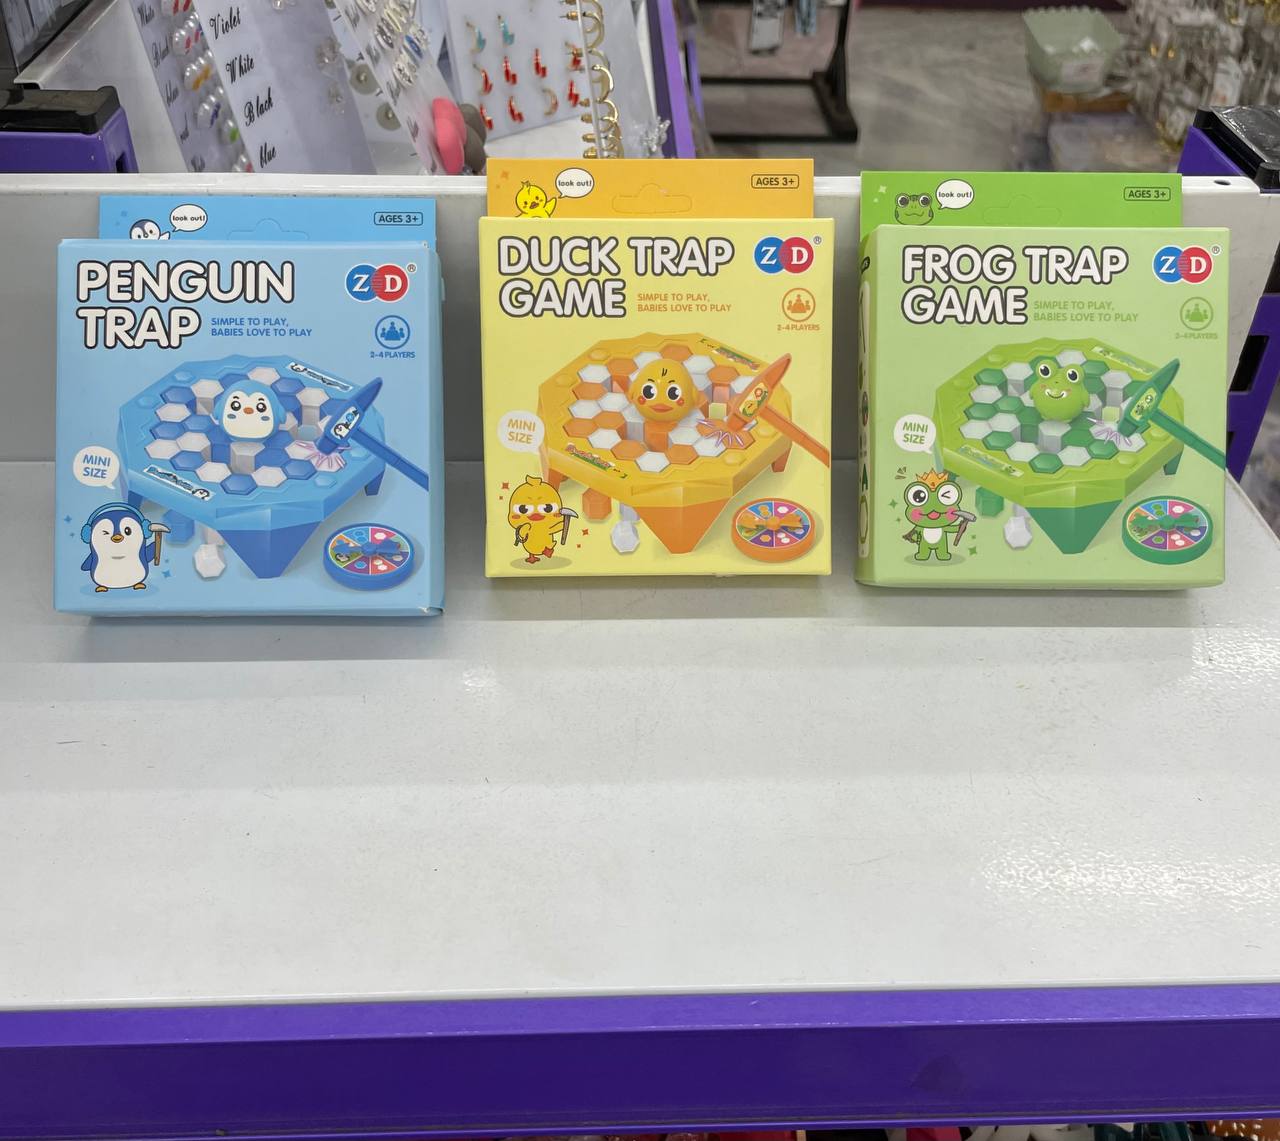 White
Black
blue
Violet
White
Black
blue
look out!
AGES 3+
PENGUIN
TRAP
SIMPLE TO PLAY,
BABIES LOVE TO PLAY
ZD®
2-4 PLAYERS
MINI
SIZE
look out!
AGES 3+
DUCK TRAP
GAME
SIMPLE TO PLAY,
BABIES LOVE TO PLAY
ZD®
2-4 PLAYERS
MINI
SIZE
look out!
AGES 3+
FROG TRAP
GAME
SIMPLE TO PLAY,
BABIES LOVE TO PLAY
ZD®
2-4 PLAYERS
MINI
SIZE